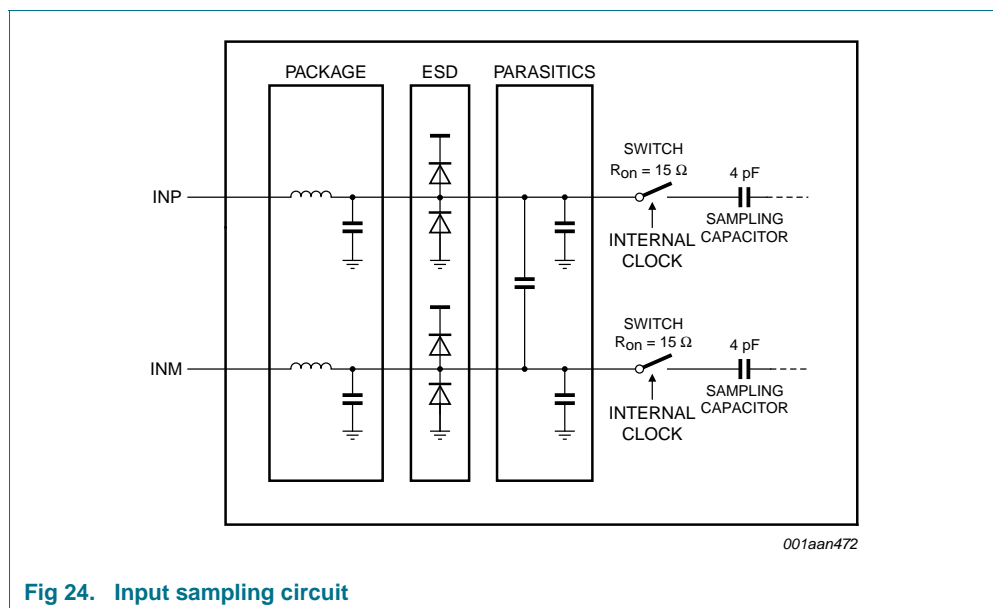 PACKAGE
ESD
PARASITICS
SWITCH
Ron = 15 Ω
4 pF
INP
INTERNAL
CLOCK
SAMPLING
CAPACITOR
SWITCH
Ron = 15 Ω
4 pF
INM
INTERNAL
CLOCK
SAMPLING
CAPACITOR
001aan472
Fig 24. Input sampling circuit